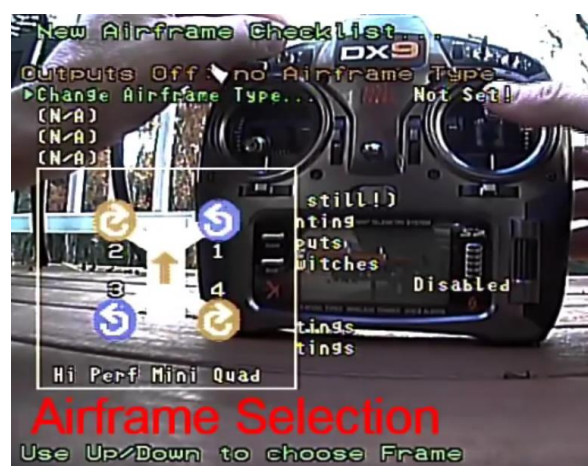 New Airframe Checklist...
DX9
Outputs Off: no Airframe Type
▶Change Airframe Type... Not Set!
(N/A)
(N/A)
(N/A)
still!)
nting
puts
witches
Disabled
tings
tings
2 1
3 4
Hi Perf Mini Quad
Airframe Selection
Use Up/Down to choose Frame